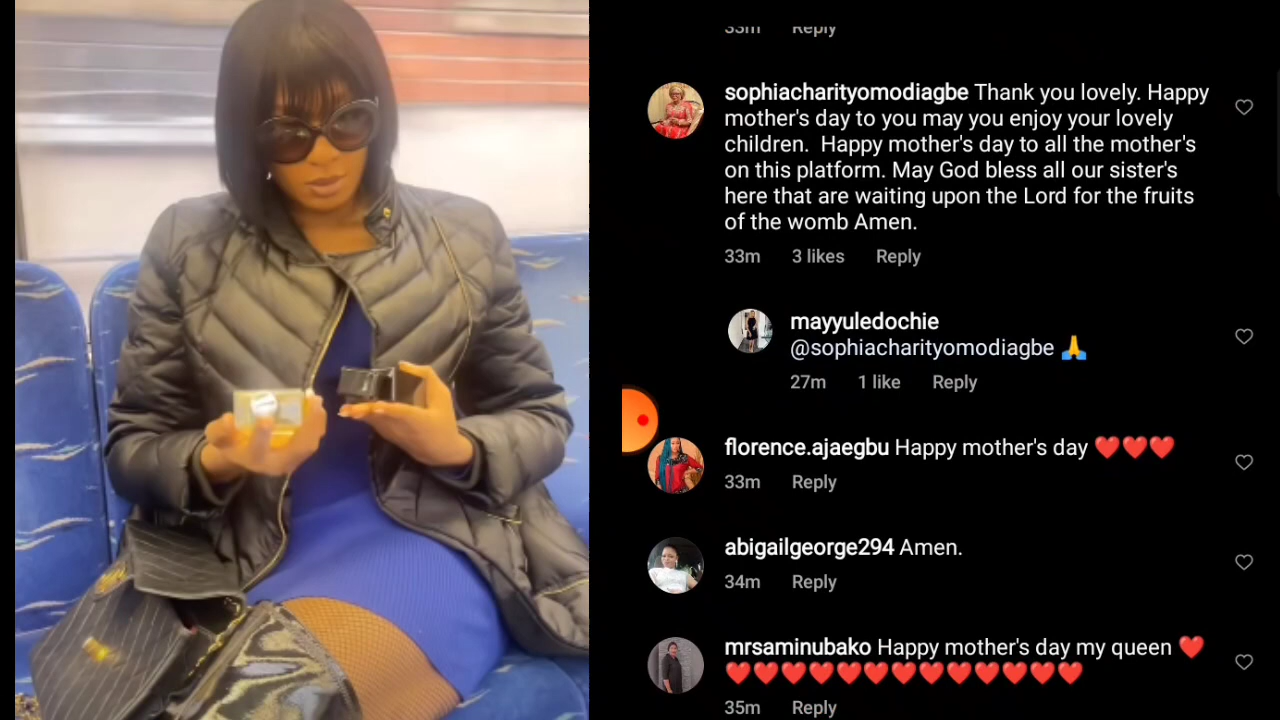 33m Reply
sophiacharityomodiagbe Thank you lovely. Happy
mother's day to you may you enjoy your lovely
children.  Happy mother's day to all the mother's
on this platform. May God bless all our sister's
here that are waiting upon the Lord for the fruits
of the womb Amen.
33m 3 likes Reply
mayyuledochie
@sophiacharityomodiagbe 🙏
27m 1 like Reply
florence.ajaegbu Happy mother's day ❤️❤️❤️
33m Reply
abigailgeorge294 Amen.
34m Reply
mrsaminubako Happy mother's day my queen ❤️
❤️❤️❤️❤️❤️❤️❤️❤️❤️❤️❤️❤️❤️
35m Reply